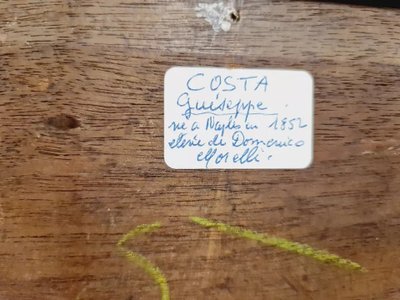 COSTA
Guiseppe.
né a Naples en 1852
élève de Domenico
Morelli.